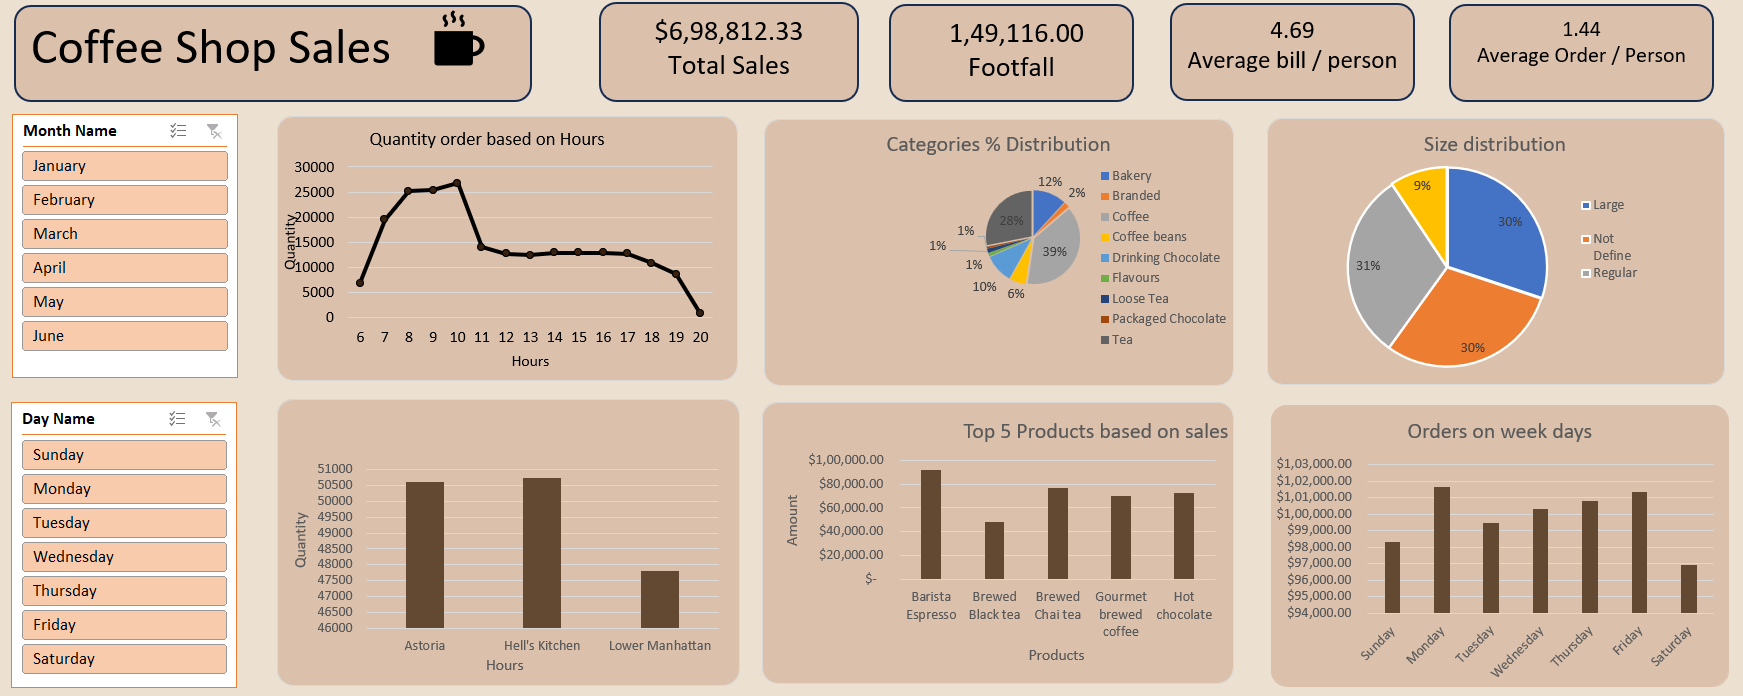 Coffee Shop Sales
$6,98,812.33
Total Sales
1,49,116.00
Footfall
4.69
Average bill / person
1.44
Average Order / Person
Month Name
January
February
March
April
May
June
Quantity order based on Hours
Quantity
30000
25000
20000
15000
10000
5000
0
6 7 8 9 10 11 12 13 14 15 16 17 18 19 20
Hours
Categories % Distribution
12%
2%
39%
6%
10%
1%
1%
1%
28%
Bakery
Branded
Coffee
Coffee beans
Drinking Chocolate
Flavours
Loose Tea
Packaged Chocolate
Tea
Size distribution
30%
30%
31%
9%
Large
Not
Define
Regular
Day Name
Sunday
Monday
Tuesday
Wednesday
Thursday
Friday
Saturday
Quantity
51000
50500
50000
49500
49000
48500
48000
47500
47000
46500
46000
Astoria Hell's Kitchen Lower Manhattan
Hours
Top 5 Products based on sales
Amount
$1,00,000.00
$80,000.00
$60,000.00
$40,000.00
$20,000.00
$-
Barista
Espresso
Brewed
Black tea
Brewed
Chai tea
Gourmet
brewed
coffee
Hot
chocolate
Products
Orders on week days
$1,03,000.00
$1,02,000.00
$1,01,000.00
$1,00,000.00
$99,000.00
$98,000.00
$97,000.00
$96,000.00
$95,000.00
$94,000.00
Sunday
Monday
Tuesday
Wednesday
Thursday
Friday
Saturday